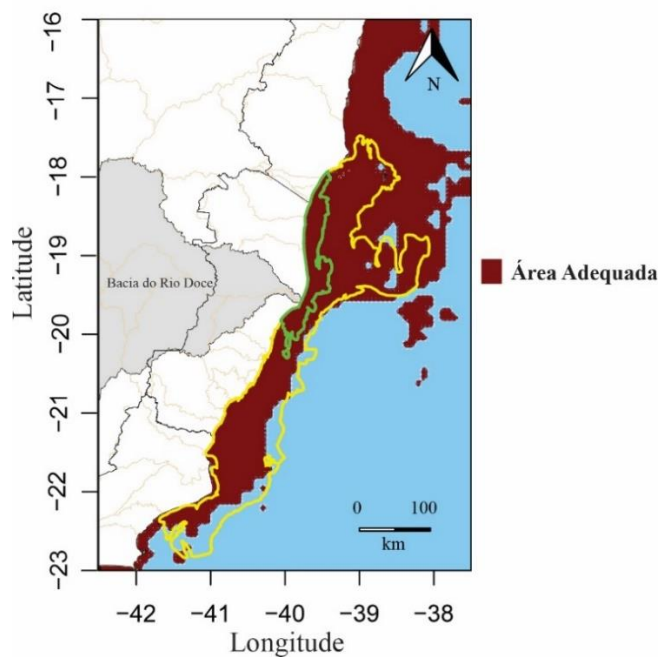 −16
−17
−18
−19
−20
−21
−22
−23
Latitude
N
Bacia do Rio Doce
Área Adequada
0 100
km
−42 −41 −40 −39 −38
Longitude